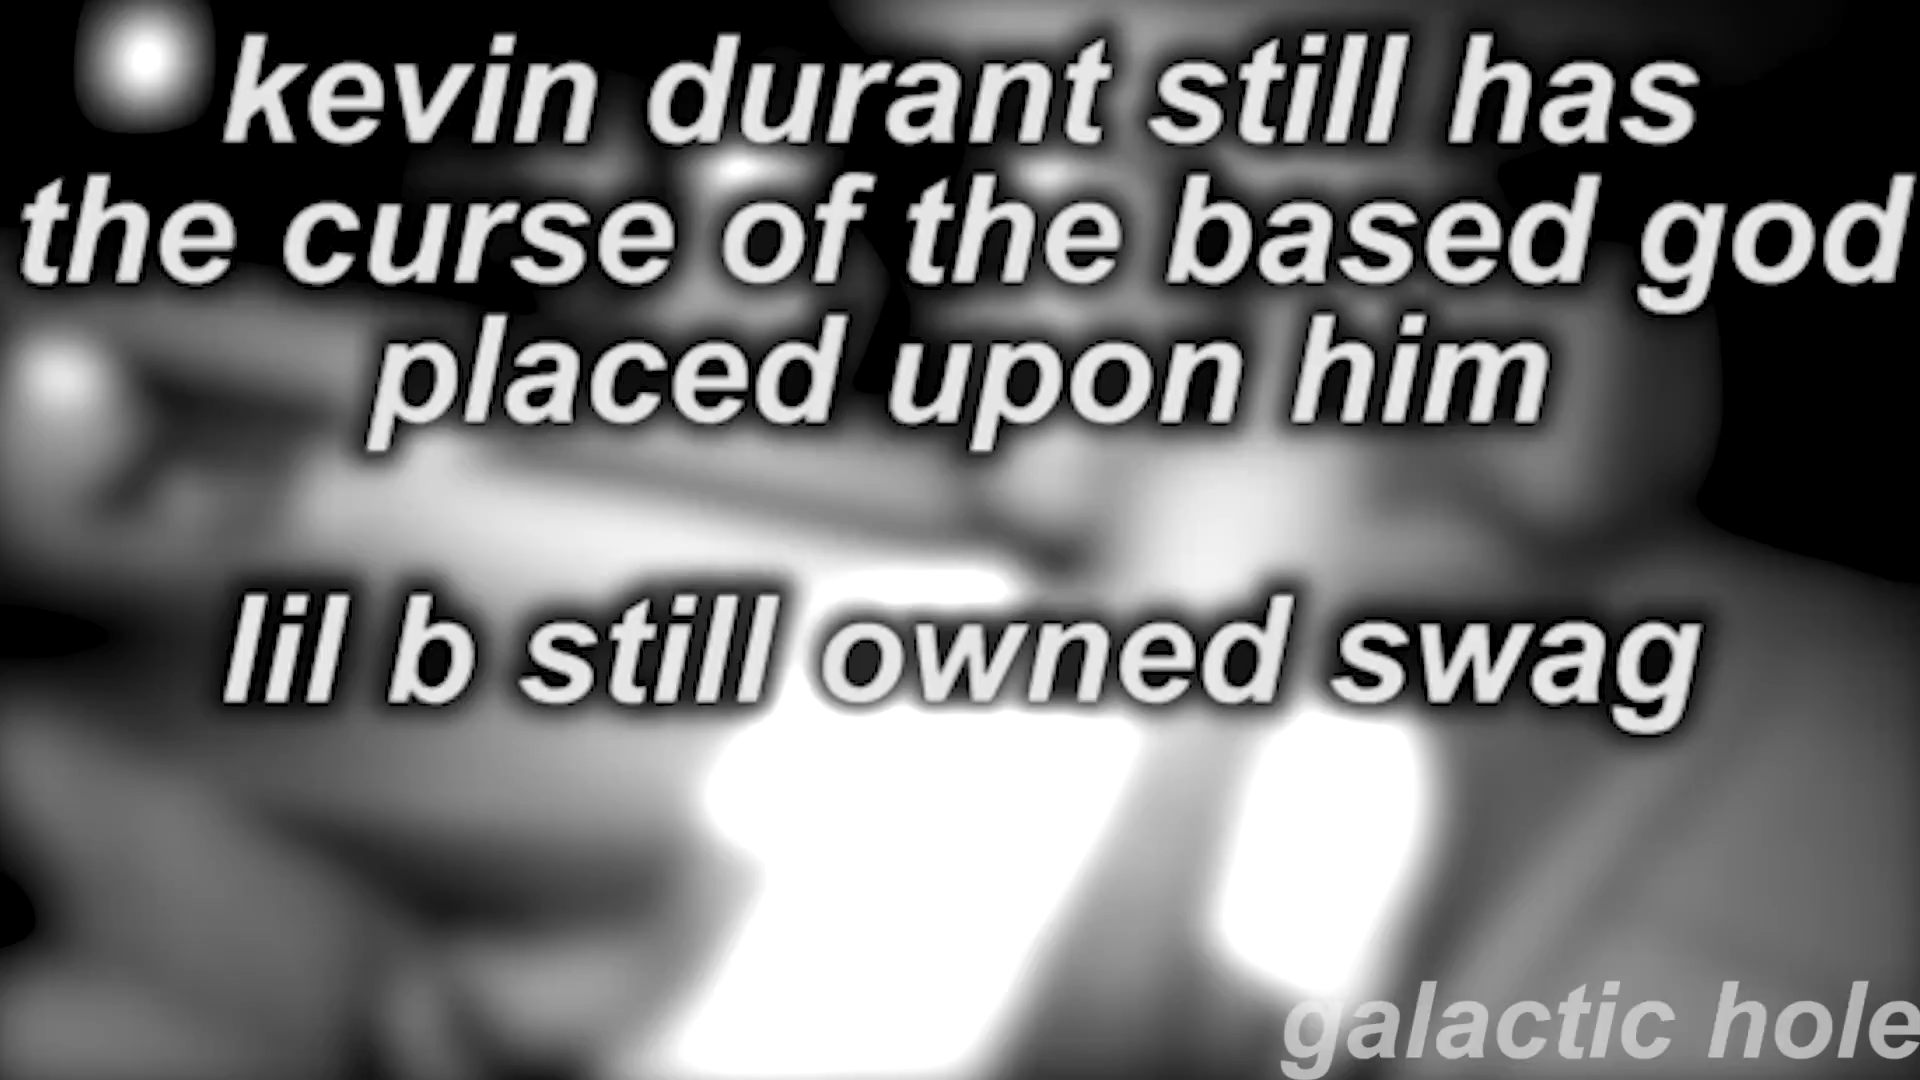 kevin durant still has
the curse of the based god
placed upon him
lil b still owned swag
galactic hole